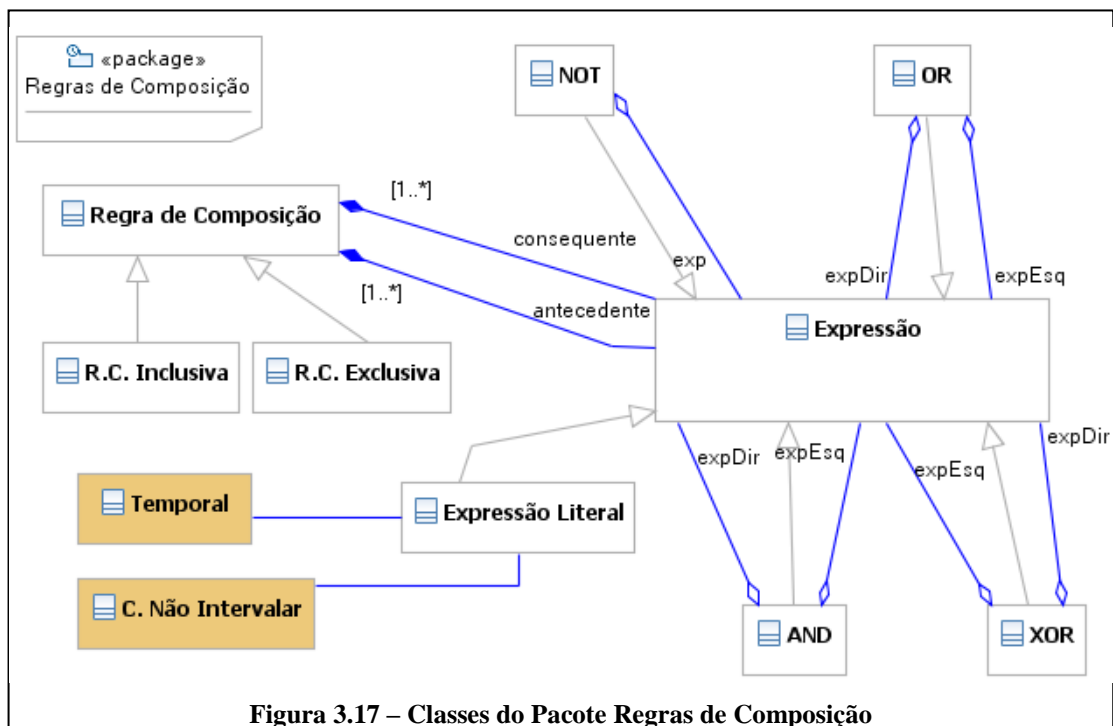 «package»
Regras de Composição
NOT
OR
[1..*]
Regra de Composição
consequente
exp
expDir
expEsq
[1..*]
antecedente
Expressão
R.C. Inclusiva
R.C. Exclusiva
expDir
expEsq
expEsq
expDir
Temporal
Expressão Literal
C. Não Intervalar
AND
XOR
Figura 3.17 – Classes do Pacote Regras de Composição